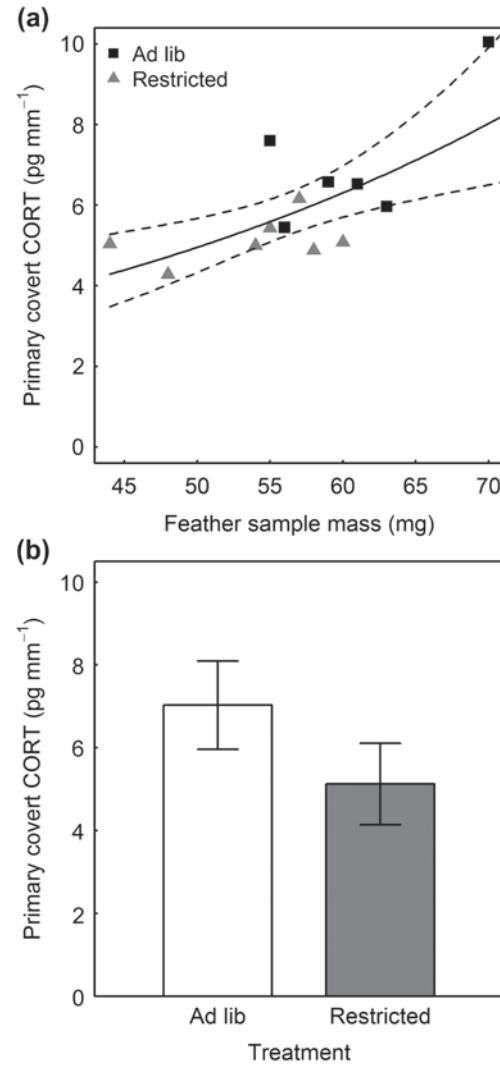 (a)
Ad lib
Restricted
Primary covert CORT (pg mm⁻¹)
10
8
6
4
2
0
45 50 55 60 65 70
Feather sample mass (mg)
(b)
Primary covert CORT (pg mm⁻¹)
10
8
6
4
2
0
Ad lib Restricted
Treatment